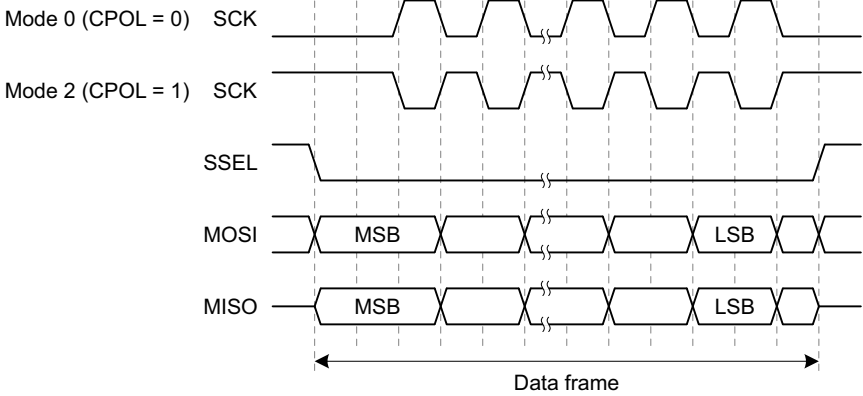 Mode 0 (CPOL = 0) SCK
Mode 2 (CPOL = 1) SCK
SSEL
MOSI MSB LSB
MISO MSB LSB
Data frame